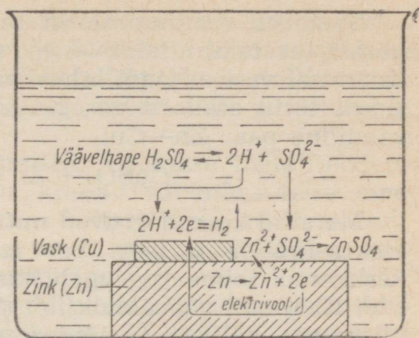 Väävelhape H₂SO₄ ⇌ 2H⁺ + SO₄²⁻
2H⁺+2e=H₂
Vask (Cu) Zn²⁺ SO₄²⁻→ZnSO₄
Zink (Zn) Zn→Zn²⁺+2e
elektrivool